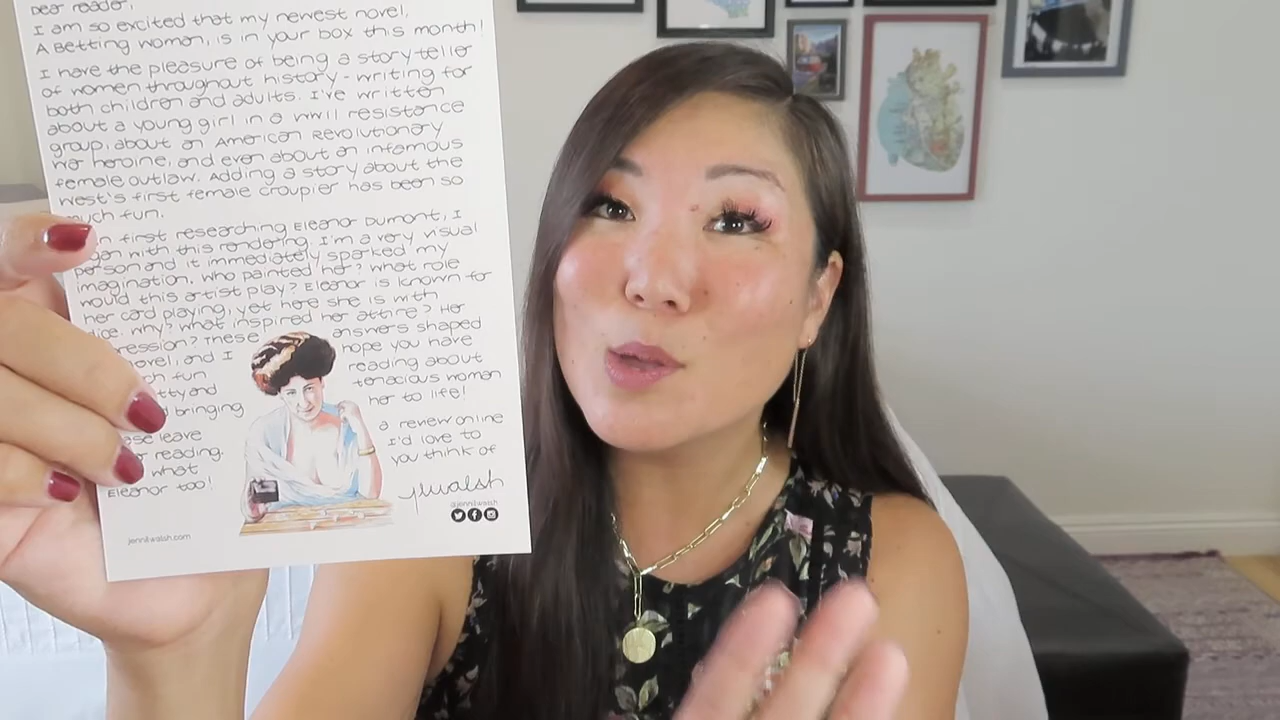 Dear reader,
I am so excited that my newest novel,
A Betting Woman, is in your box this month!
I have the pleasure of being a storyteller
of women throughout history - writing for
both children and adults. I've written
about a young girl in a WWII resistance
group, about an American Revolutionary
War heroine, and even about an infamous
female outlaw. Adding a story about the
West's first female croupier has been so
much fun.
first researching Eleanor Dumont, I
with this rendering. I'm a very visual
person and it immediately sparked my
imagination. Who painted her? What role
would this artist play? Eleanor is known for
her card playing, yet here she is with
dice. Why? What inspired her attire? Her
These answers shaped
novel, and I hope you have
fun reading about
and tenacious woman
bringing her to life!
leave a review online
reading. I'd love to
what you think of
Eleanor too!
jwalsh
@jennilwalsh
jennilwalsh.com